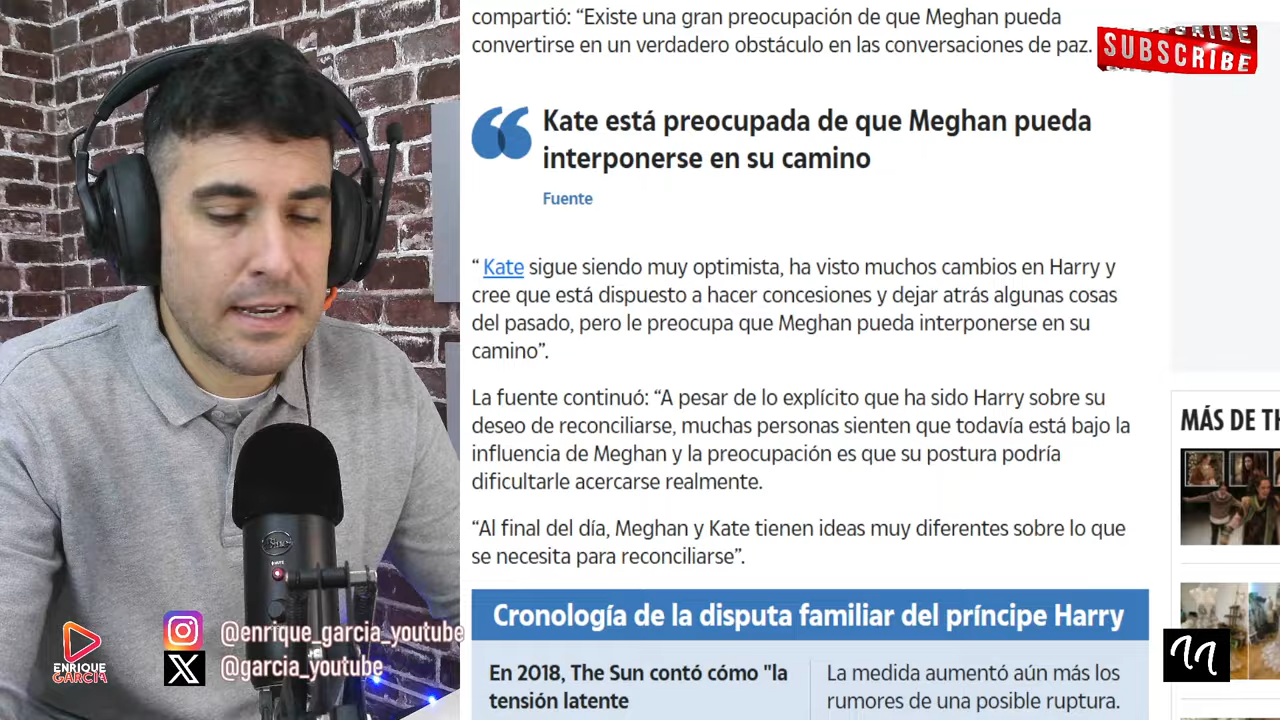 compartió: “Existe una gran preocupación de que Meghan pueda
convertirse en un verdadero obstáculo en las conversaciones de paz.
SUBSCRIBE
Kate está preocupada de que Meghan pueda
interponerse en su camino
Fuente
“ Kate sigue siendo muy optimista, ha visto muchos cambios en Harry y
cree que está dispuesto a hacer concesiones y dejar atrás algunas cosas
del pasado, pero le preocupa que Meghan pueda interponerse en su
camino”.
La fuente continuó: “A pesar de lo explícito que ha sido Harry sobre su
deseo de reconciliarse, muchas personas sienten que todavía está bajo la
influencia de Meghan y la preocupación es que su postura podría
dificultarle acercarse realmente.
“Al final del día, Meghan y Kate tienen ideas muy diferentes sobre lo que
se necesita para reconciliarse”.
Cronología de la disputa familiar del príncipe Harry
En 2018, The Sun contó cómo "la
tensión latente
La medida aumentó aún más los
rumores de una posible ruptura.
MÁS DE TH
ENRIQUE
GARCIA
@enrique_garcia_youtube
@garcia_youtube